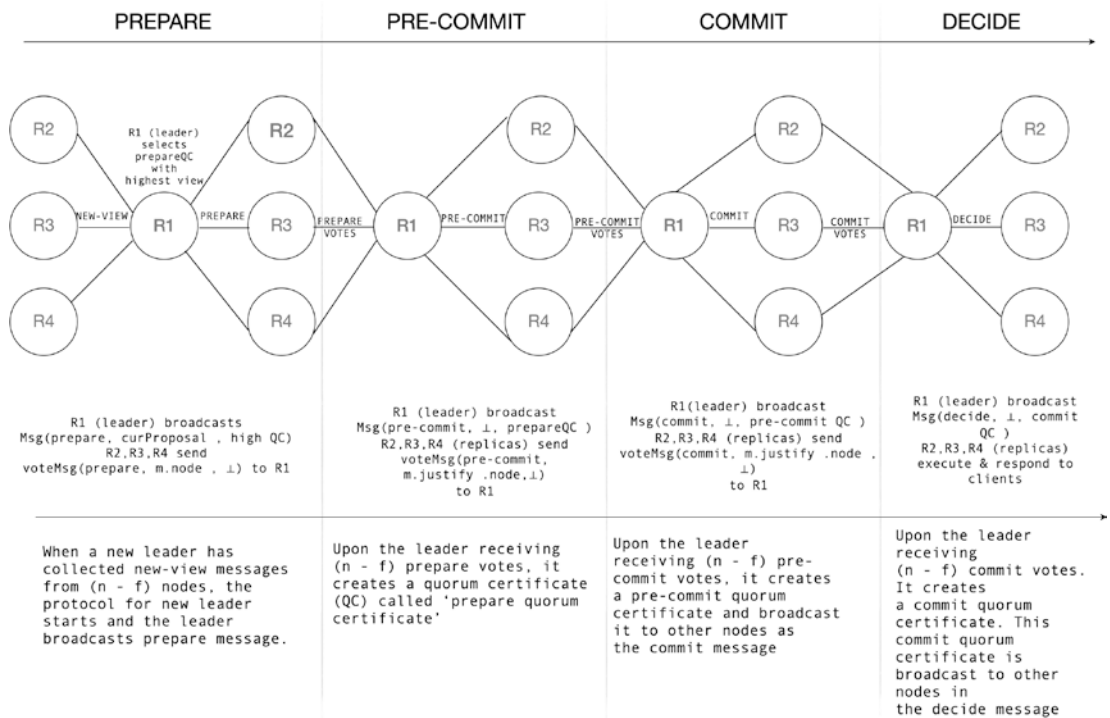 PREPARE
PRE-COMMIT
COMMIT
DECIDE
R2
R3
R4
NEW-VIEW
R1 (leader)
selects
prepareQC
with
highest view
R1
PREPARE
R2
R3
R4
PREPARE
VOTES
R1
PRE-COMMIT
R2
R3
R4
PRE-COMMIT
VOTES
R1
COMMIT
R2
R3
R4
COMMIT
VOTES
R1
DECIDE
R2
R3
R4
R1 (leader) broadcasts
Msg(prepare, curProposal , high QC)
R2,R3,R4 send
voteMsg(prepare, m.node , ⊥) to R1
R1 (leader) broadcast
Msg(pre-commit, ⊥, prepareQC )
R2,R3,R4 (replicas) send
voteMsg(pre-commit,
m.justify .node,⊥)
to R1
R1(leader) broadcast
Msg(commit, ⊥, pre-commit QC )
R2,R3,R4 (replicas) send
voteMsg(commit, m.justify .node ,
⊥)
to R1
R1 (leader) broadcast
Msg(decide, ⊥, commit
QC )
R2,R3,R4 (replicas)
execute & respond to
clients
When a new leader has
collected new-view messages
from (n - f) nodes, the
protocol for new leader
starts and the leader
broadcasts prepare message.
Upon the leader receiving
(n - f) prepare votes, it
creates a quorum certificate
(QC) called ‘prepare quorum
certificate’
Upon the leader
receiving (n - f) pre-
commit votes, it creates
a pre-commit quorum
certificate and broadcast
it to other nodes as
the commit message
Upon the leader
receiving
(n - f) commit votes.
It creates
a commit quorum
certificate. This
commit quorum
certificate is
broadcast to other
nodes in
the decide message